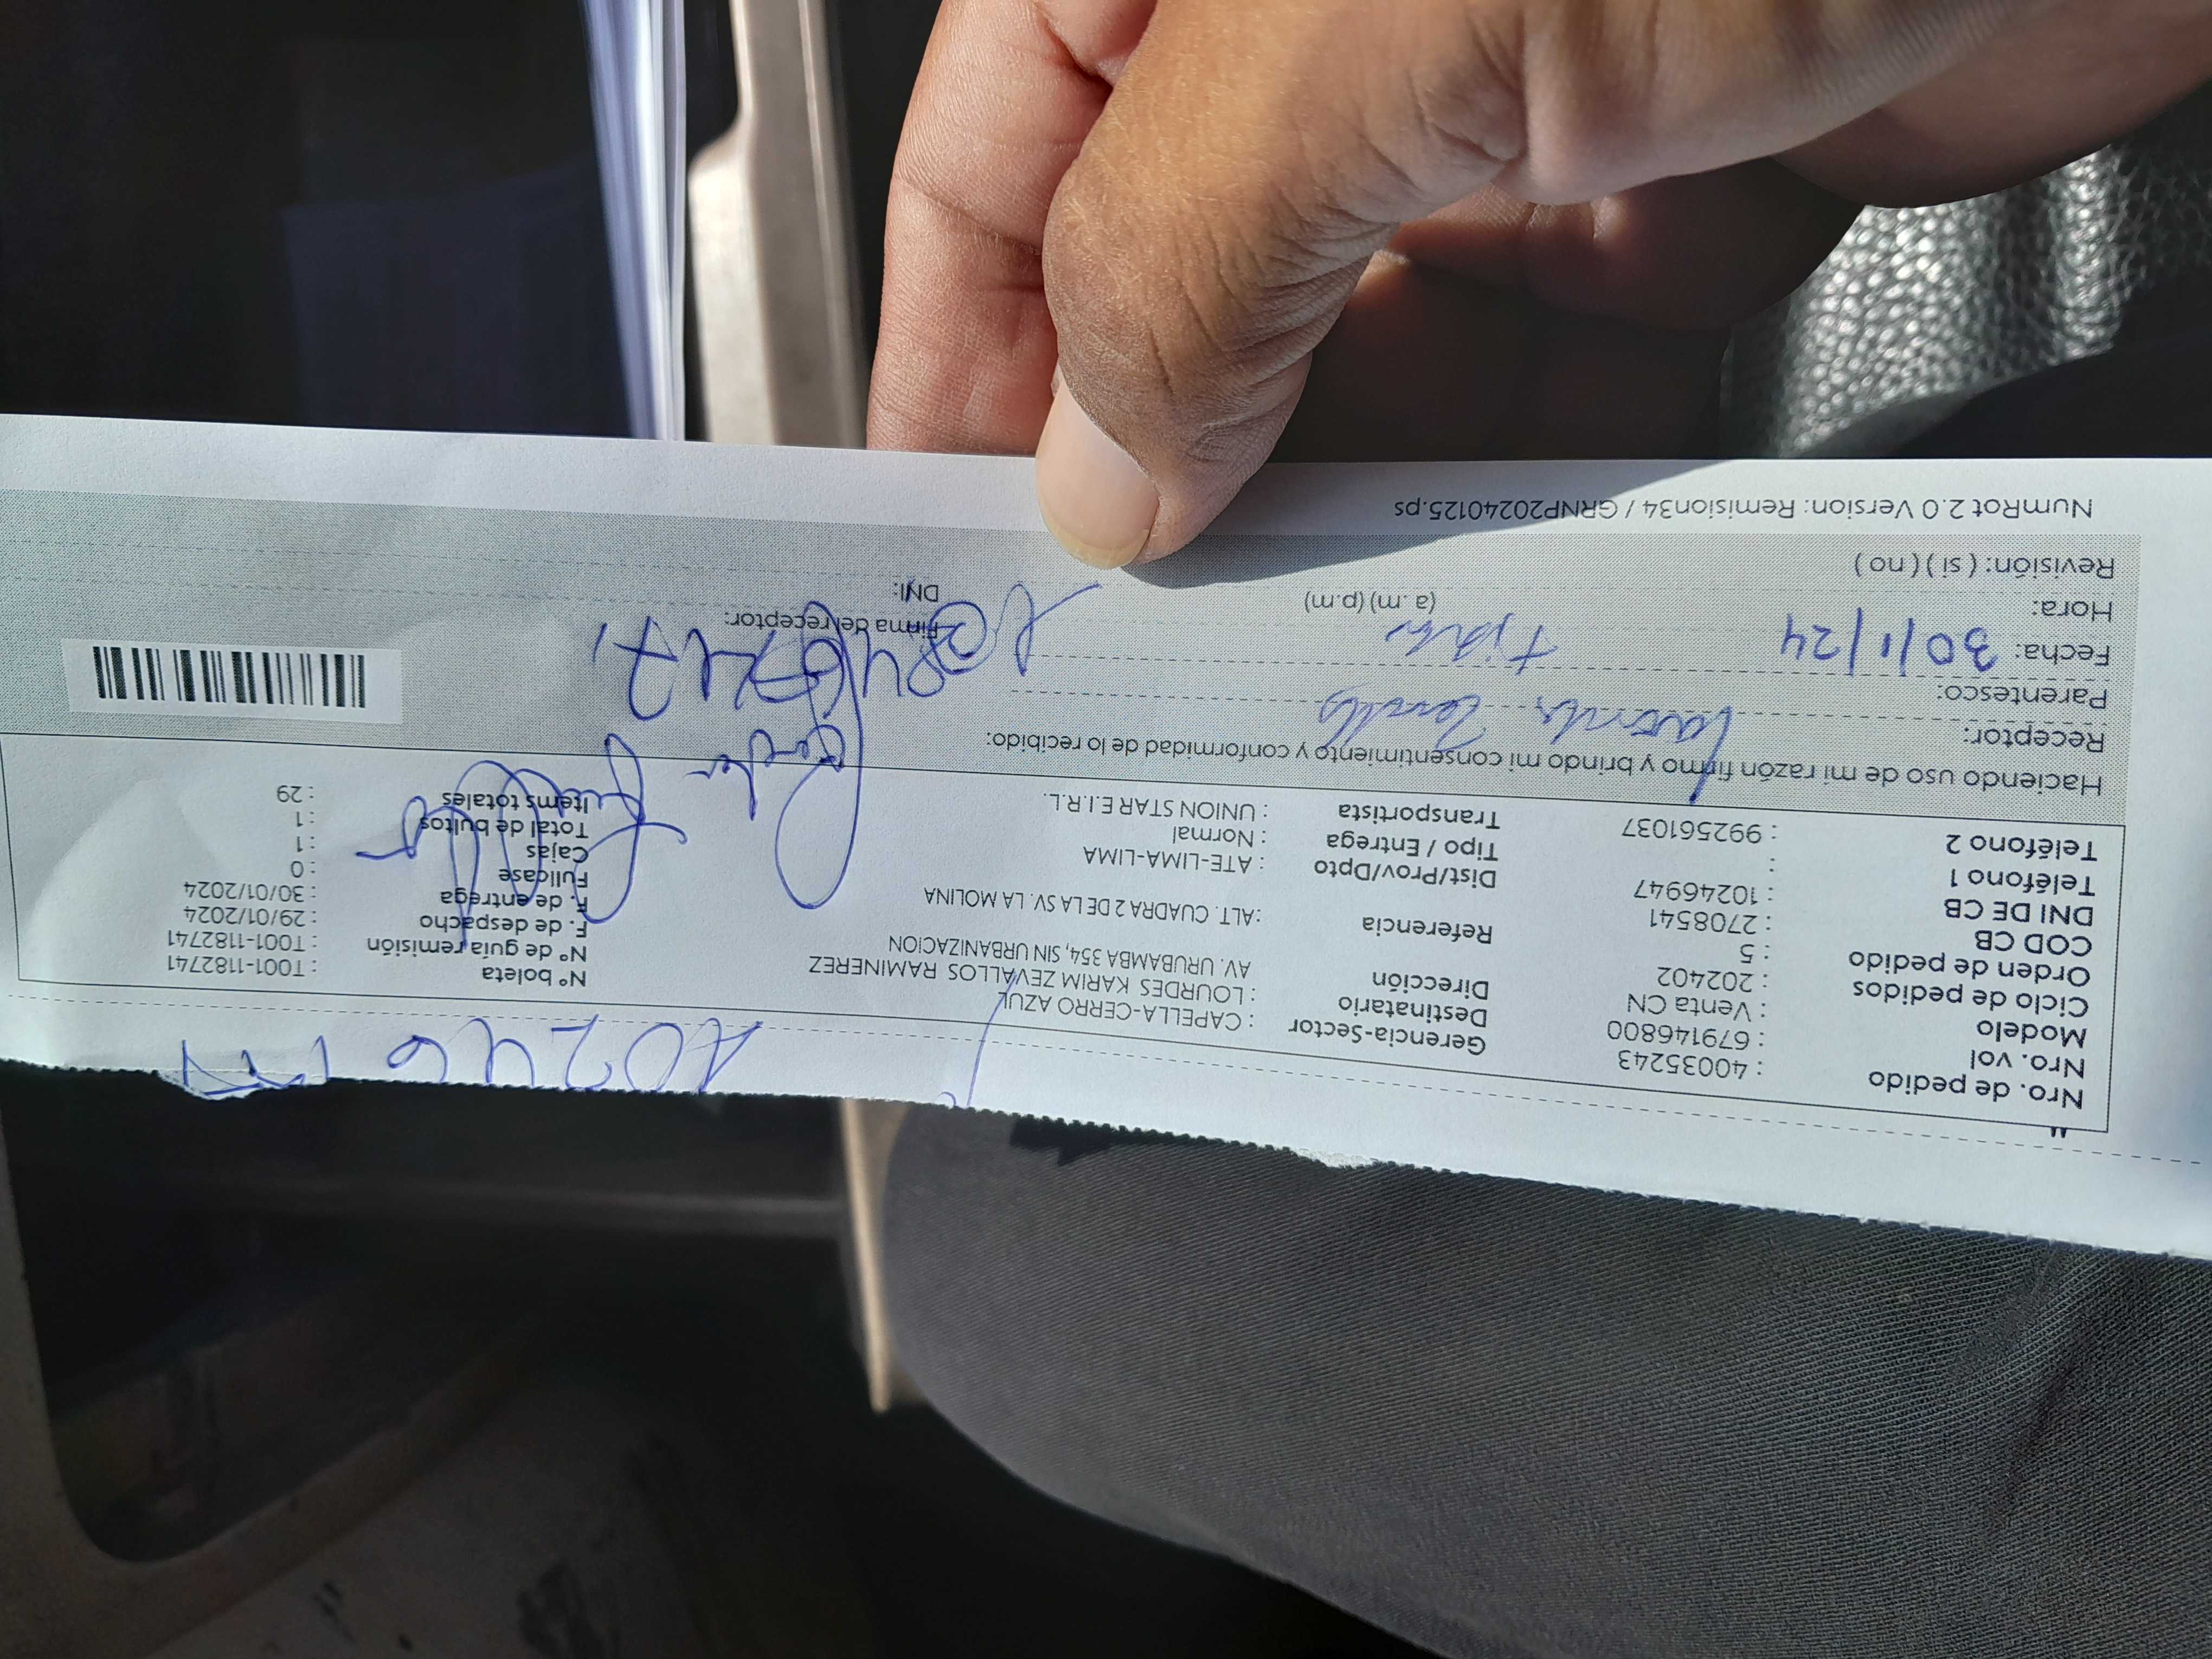 Nro. de pedido : 40035243
Nro. vol : 679146800
Modelo : Venta CN
Ciclo de pedidos : 202402
Orden de pedido : 5
COD CB : 2708541
DNI DE CB : 10246947
Teléfono 1 :
Teléfono 2 : 992561037
Gerencia-Sector : CAPELLA-CERRO AZUL
Destinatario : LOURDES KARIM ZEVALLOS RAMINEREZ
Dirección AV. URUBAMBA 354, SIN URBANIZACION
Referencia :ALT. CUADRA 2 DE LA SV. LA MOLINA
Dist/Prov/Dpto : ATE-LIMA-LIMA
Tipo / Entrega : Normal
Transportista : UNION STAR E.I.R.L.
N° boleta : T001-1182741
N° de guia remisión : T001-1182741
F. de despacho : 29/01/2024
F. de entrega : 30/01/2024
Fullcase : 0
Cajas : 1
Total de bultos : 1
Items totales : 29
Haciendo uso de mi razón firmo y brindo mi consentimiento y conformidad de lo recibido:
Receptor:
Parentesco:
Fecha: 30/1/24
Hora: (a .m) (p.m)
Revisión: ( si ) ( no )
Firma del receptor:
DNI:
NumRot 2.0 Version: Remision34 / GRNP20240125.ps